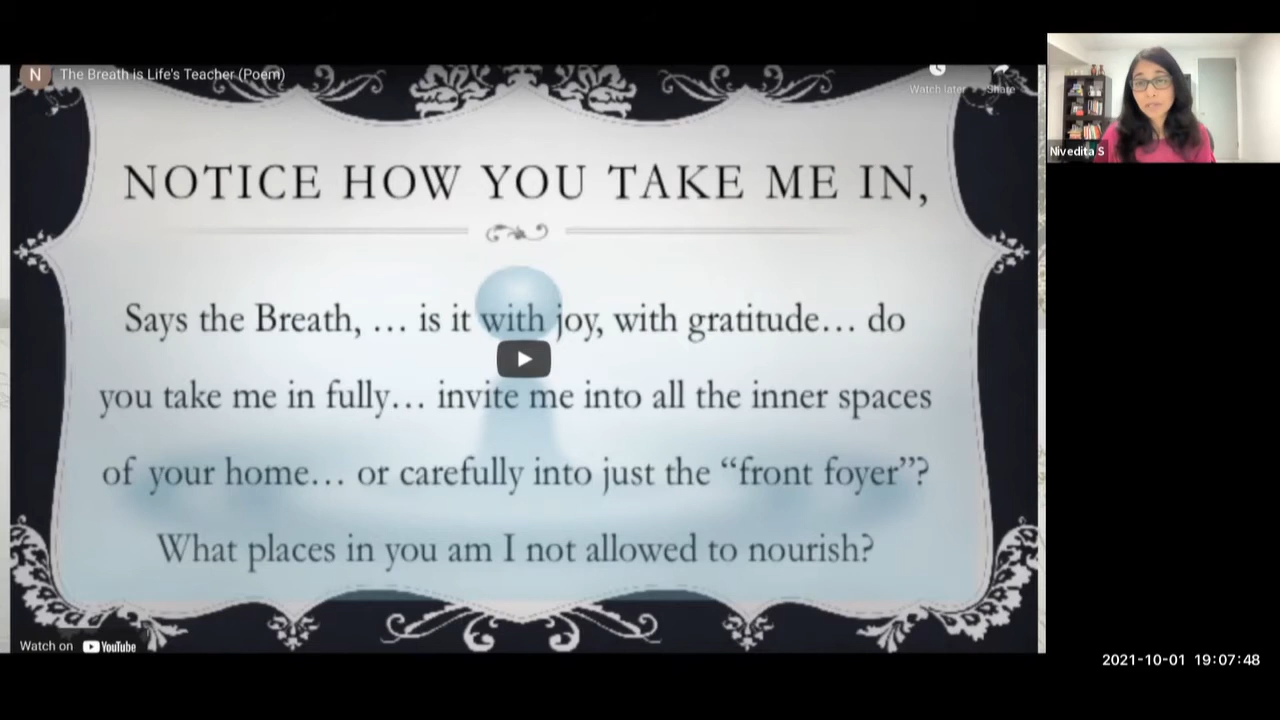 N The Breath is Life's Teacher (Poem)
Watch later Share
NOTICE HOW YOU TAKE ME IN,
Says the Breath, … is it with joy, with gratitude… do
you take me in fully… invite me into all the inner spaces
of your home… or carefully into just the “front foyer”?
What places in you am I not allowed to nourish?
Watch on YouTube
Nivedita S
2021-10-01 19:07:48